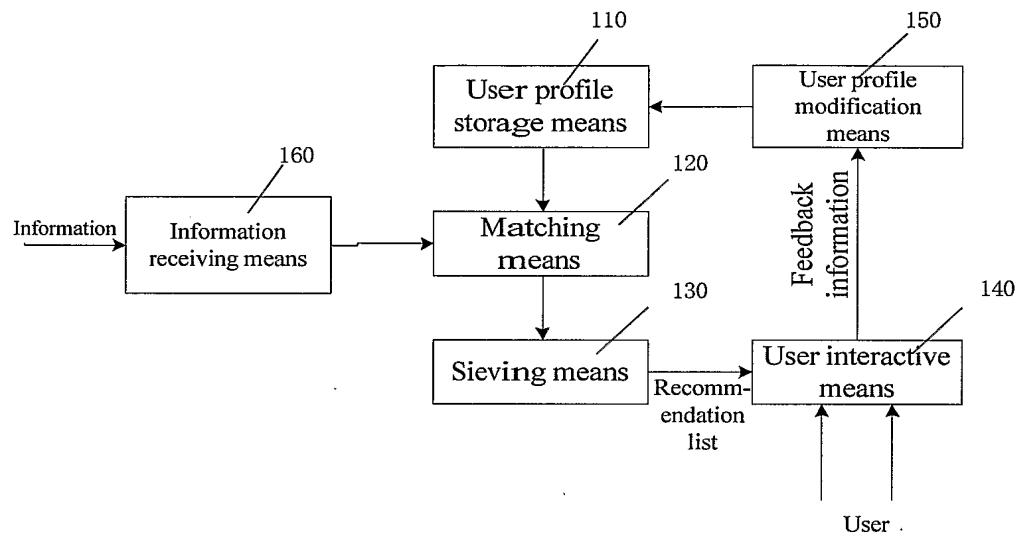 110
150
User profile
storage means
User profile
modification
means
160
120
Information
Information
receiving means
Matching
means
Feedback
information
130
140
Sieving means
User interactive
means
Recomm-
endation
list
User